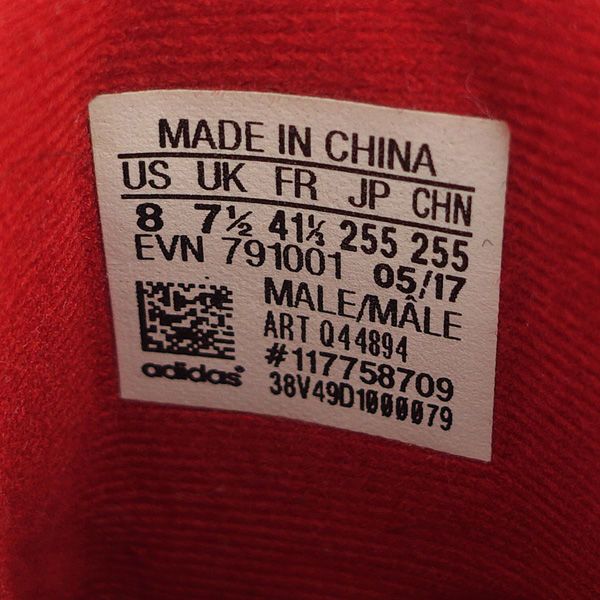 MADE IN CHINA
US UK FR JP CHN
8 7½ 41⅓ 255 255
EVN 791001 05/17
MALE/MÂLE
ART Q44894
#117758709
adidas 38V49D1000079